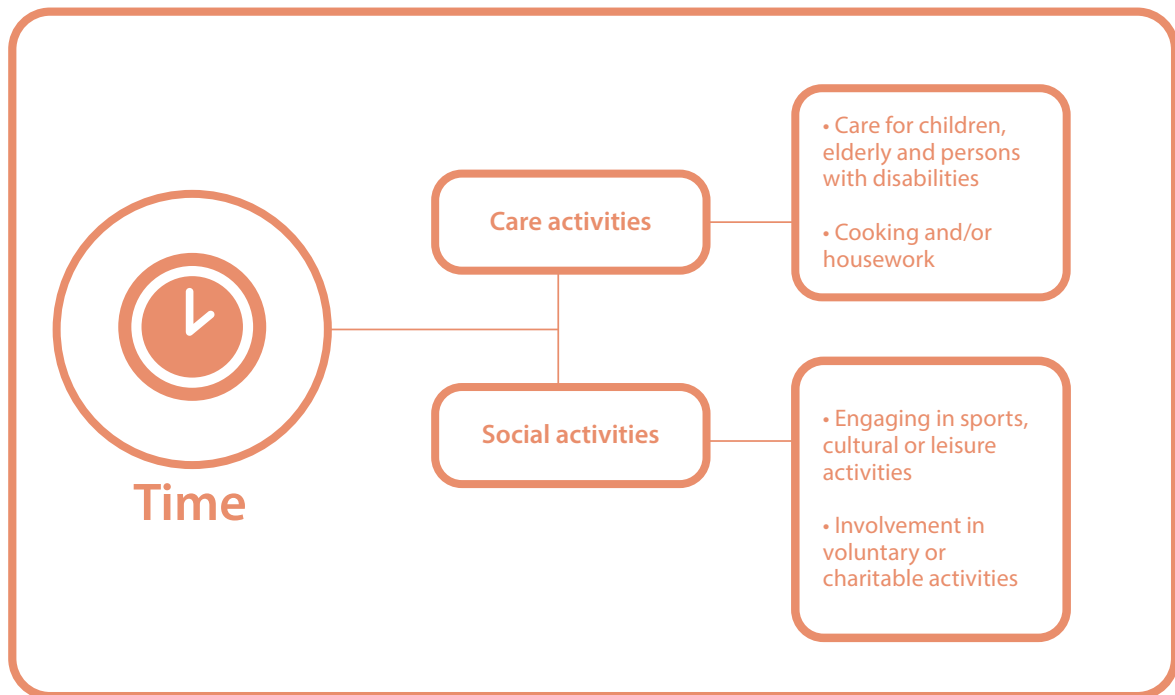 Time
Care activities
• Care for children,
elderly and persons
with disabilities
• Cooking and/or
housework
Social activities
• Engaging in sports,
cultural or leisure
activities
• Involvement in
voluntary or
charitable activities